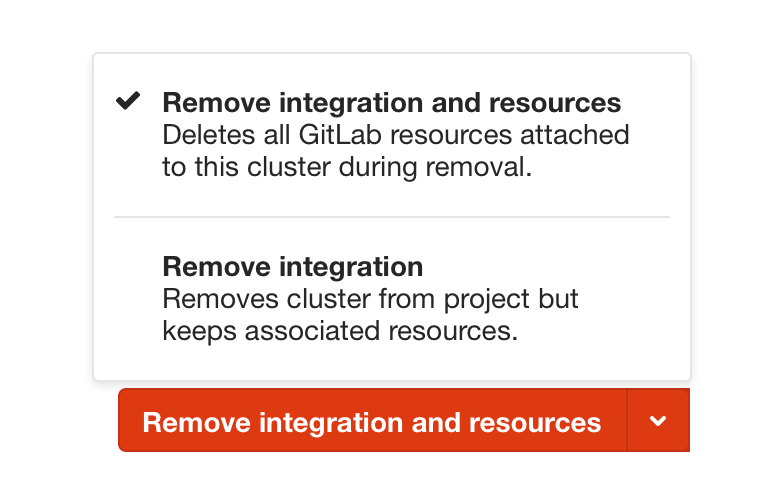 Remove integration and resources
Deletes all GitLab resources attached
to this cluster during removal.
Remove integration
Removes cluster from project but
keeps associated resources.
Remove integration and resources